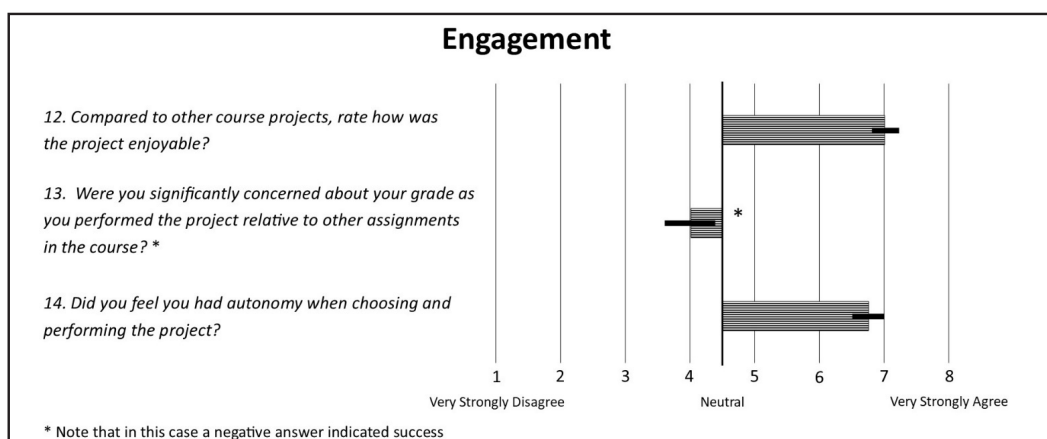 Engagement
12. Compared to other course projects, rate how was
the project enjoyable?
13. Were you significantly concerned about your grade as
you performed the project relative to other assignments
in the course? *
*
14. Did you feel you had autonomy when choosing and
performing the project?
1 2 3 4 5 6 7 8
Very Strongly Disagree Neutral Very Strongly Agree
* Note that in this case a negative answer indicated success